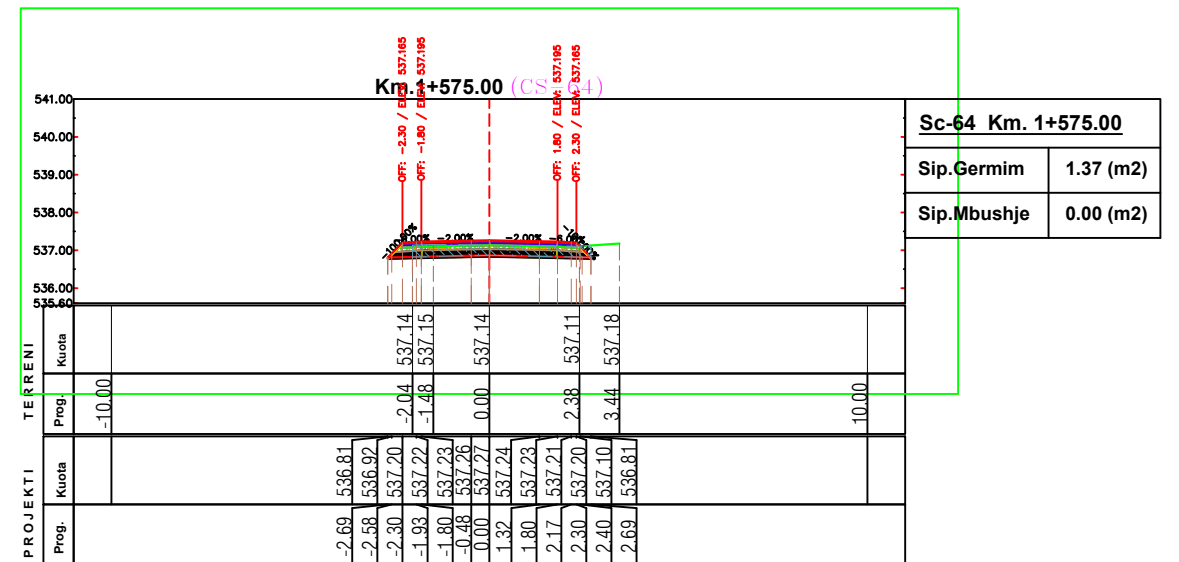 OFF: -2.30 / ELEV: 537.165
OFF: -1.80 / ELEV: 537.195
OFF: 1.80 / ELEV: 537.195
OFF: 2.30 / ELEV: 537.165
Km. 1+575.00 (CS-64)
541.00
540.00
539.00
538.00
537.00
536.00
535.60
-2.00% -2.00%
Sc-64 Km. 1+575.00
Sip.Germim 1.37 (m2)
Sip.Mbushje 0.00 (m2)
TERRENI
Kuota 537.14 537.15 537.14 537.11 537.18
Prog. -10.00 -2.04 -1.48 0.00 2.38 3.44 10.00
PROJEKTI
Kuota 536.81 536.92 537.20 537.22 537.23 537.26 537.27 537.24 537.23 537.21 537.20 537.10 536.81
Prog. -2.69 -2.58 -2.30 -1.93 -1.80 -0.48 0.00 1.32 1.80 2.17 2.30 2.40 2.69